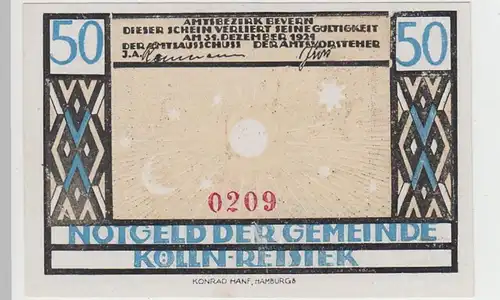 50
AMTSBEZIRK BEVERN
50
DIESER SCHEIN VERLIERT SEINE GÜLTIGKEIT
AM 31. DEZEMBER 1921
DER AMTSAUSSCHUSS DER AMTSVORSTEHER
J.A.
0209
NOTGELD DER GEMEINDE
KÖLLN-REISIEK
KONRAD HANF, HAMBURG 8